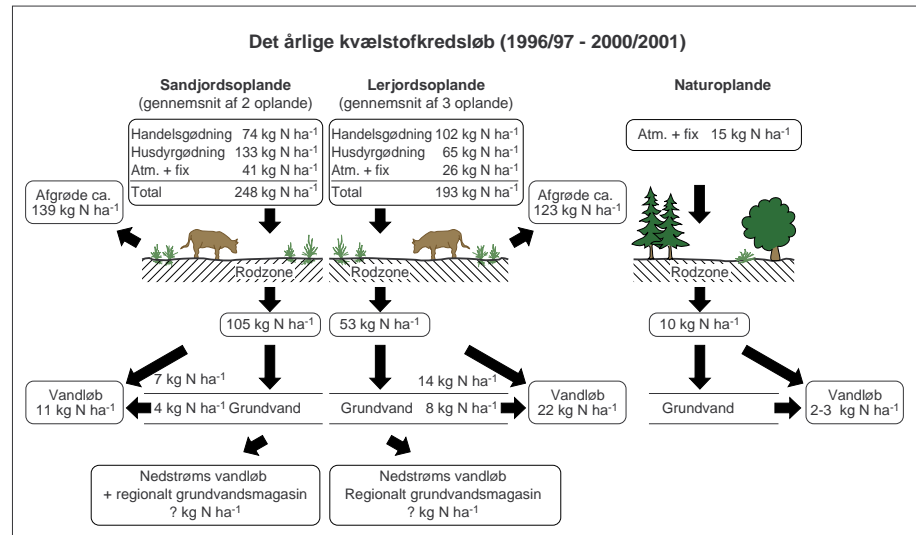 Det årlige kvælstofkredsløb (1996/97 - 2000/2001)
Sandjordsoplande
(gennemsnit af 2 oplande)
Handelsgødning 74 kg N ha⁻¹
Husdyrgødning 133 kg N ha⁻¹
Atm. + fix 41 kg N ha⁻¹
Total 248 kg N ha⁻¹
Afgrøde ca.
139 kg N ha⁻¹
Rodzone
105 kg N ha⁻¹
7 kg N ha⁻¹
Vandløb
11 kg N ha⁻¹
4 kg N ha⁻¹ Grundvand
Nedstrøms vandløb
+ regionalt grundvandsmagasin
? kg N ha⁻¹
Lerjordsoplande
(gennemsnit af 3 oplande)
Handelsgødning 102 kg N ha⁻¹
Husdyrgødning 65 kg N ha⁻¹
Atm. + fix 26 kg N ha⁻¹
Total 193 kg N ha⁻¹
Afgrøde ca.
123 kg N ha⁻¹
Rodzone
53 kg N ha⁻¹
14 kg N ha⁻¹
Grundvand 8 kg N ha⁻¹
Vandløb
22 kg N ha⁻¹
Nedstrøms vandløb
Regionalt grundvandsmagasin
? kg N ha⁻¹
Naturoplande
Atm. + fix 15 kg N ha⁻¹
Rodzone
10 kg N ha⁻¹
Grundvand
Vandløb
2-3 kg N ha⁻¹